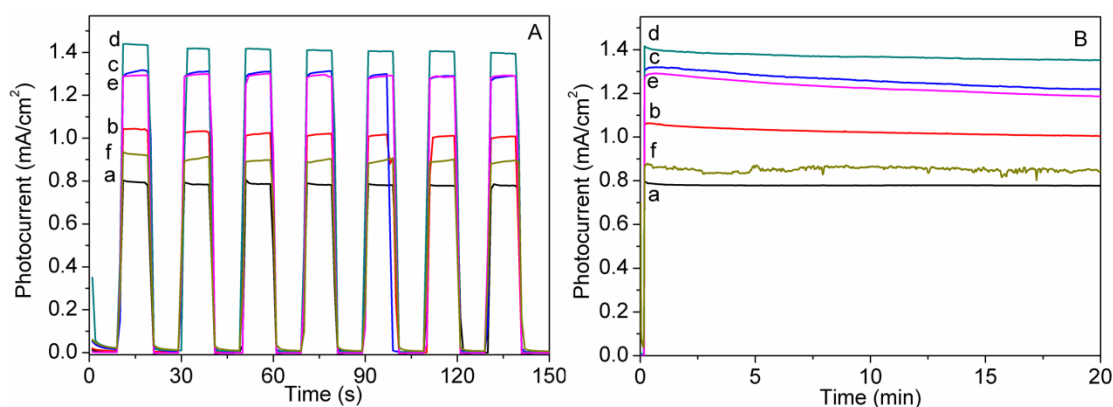 A
Photocurrent (mA/cm²)
1.4
1.2
1.0
0.8
0.6
0.4
0.2
0.0
d
c
e
b
f
a
0 30 60 90 120 150
Time (s)
B
Photocurrent (mA/cm²)
1.4
1.2
1.0
0.8
0.6
0.4
0.2
0.0
d
c
e
b
f
a
0 5 10 15 20
Time (min)